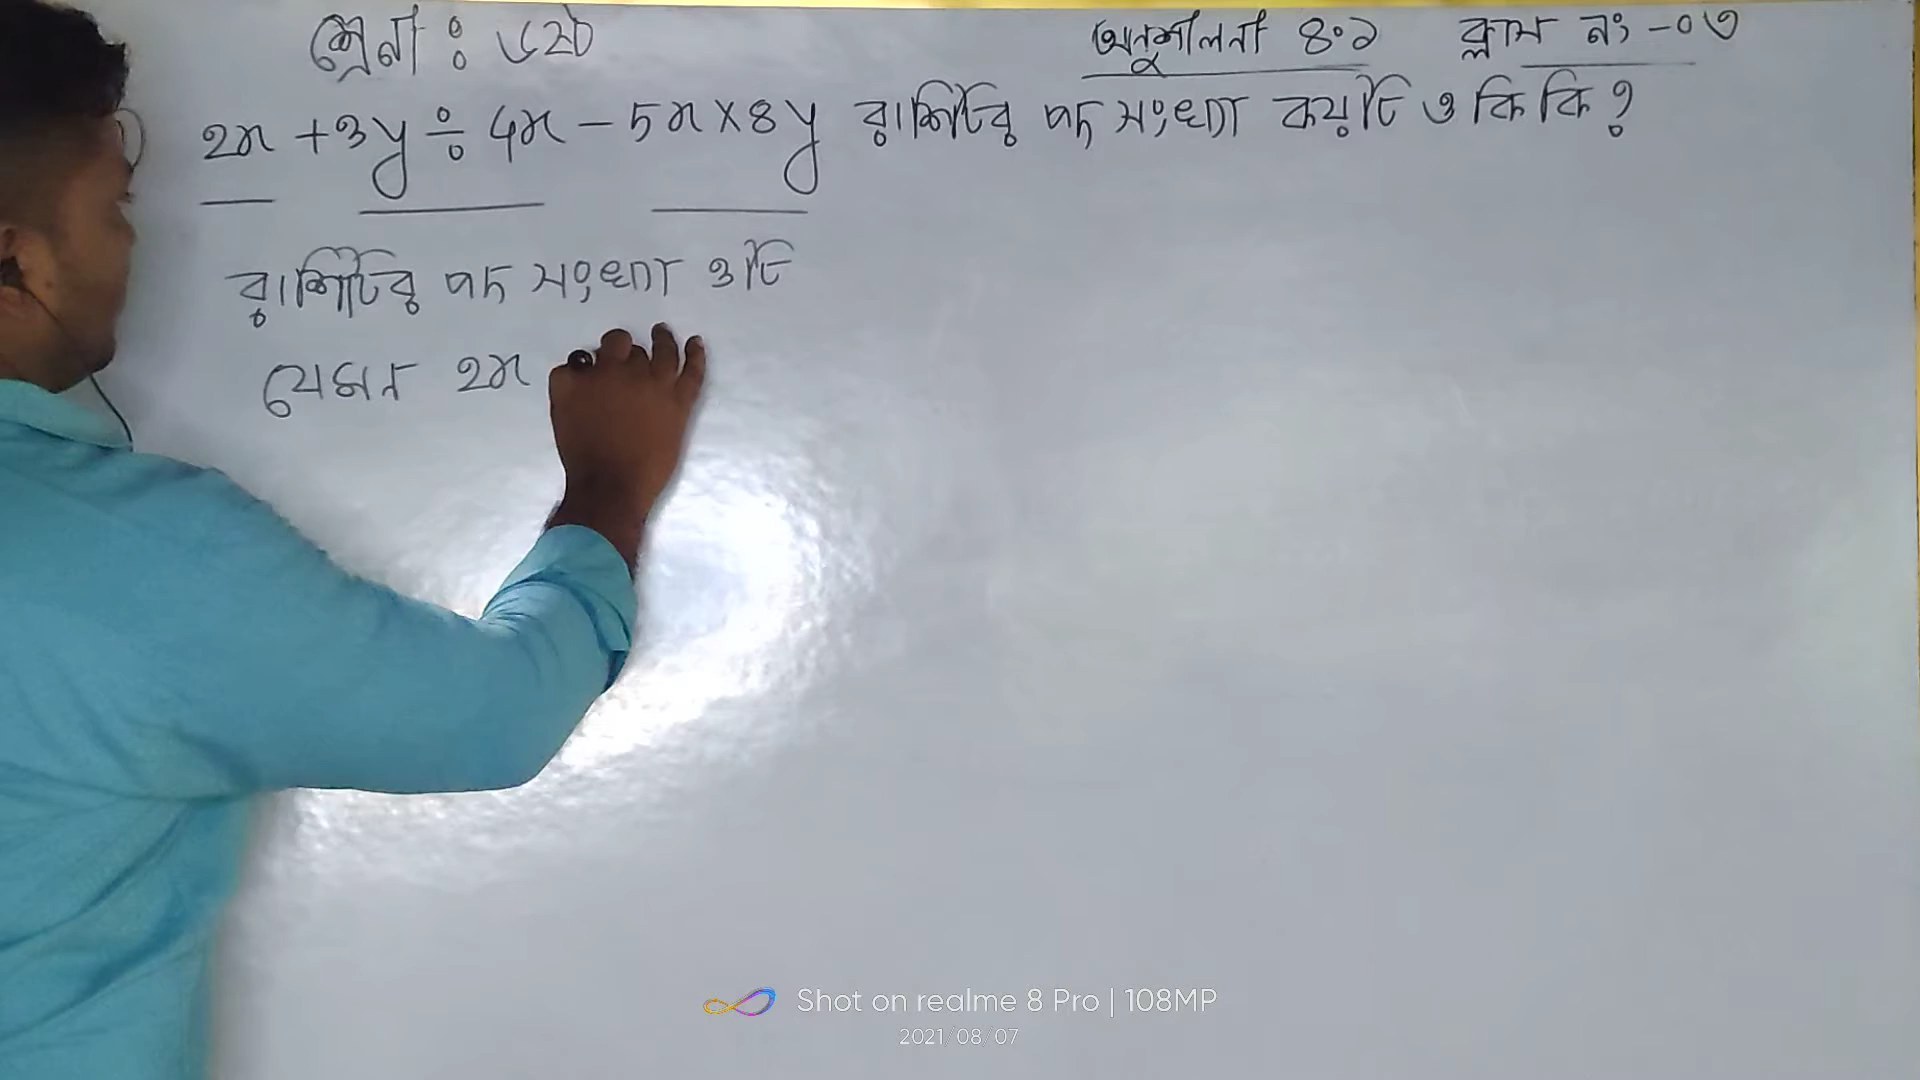 শ্রেনী : ৬ষ্ঠ অনুশীলনী ৪.১ ক্লাস নং -০৩
) 2x + 3y ÷ 4x - 5x × 8y রাশিটির পদ সংখ্যা কয়টি ও কি কি ?
রাশিটির পদ সংখ্যা ৩টি
যেমন 2x
Shot on realme 8 Pro | 108MP
2021/08/07